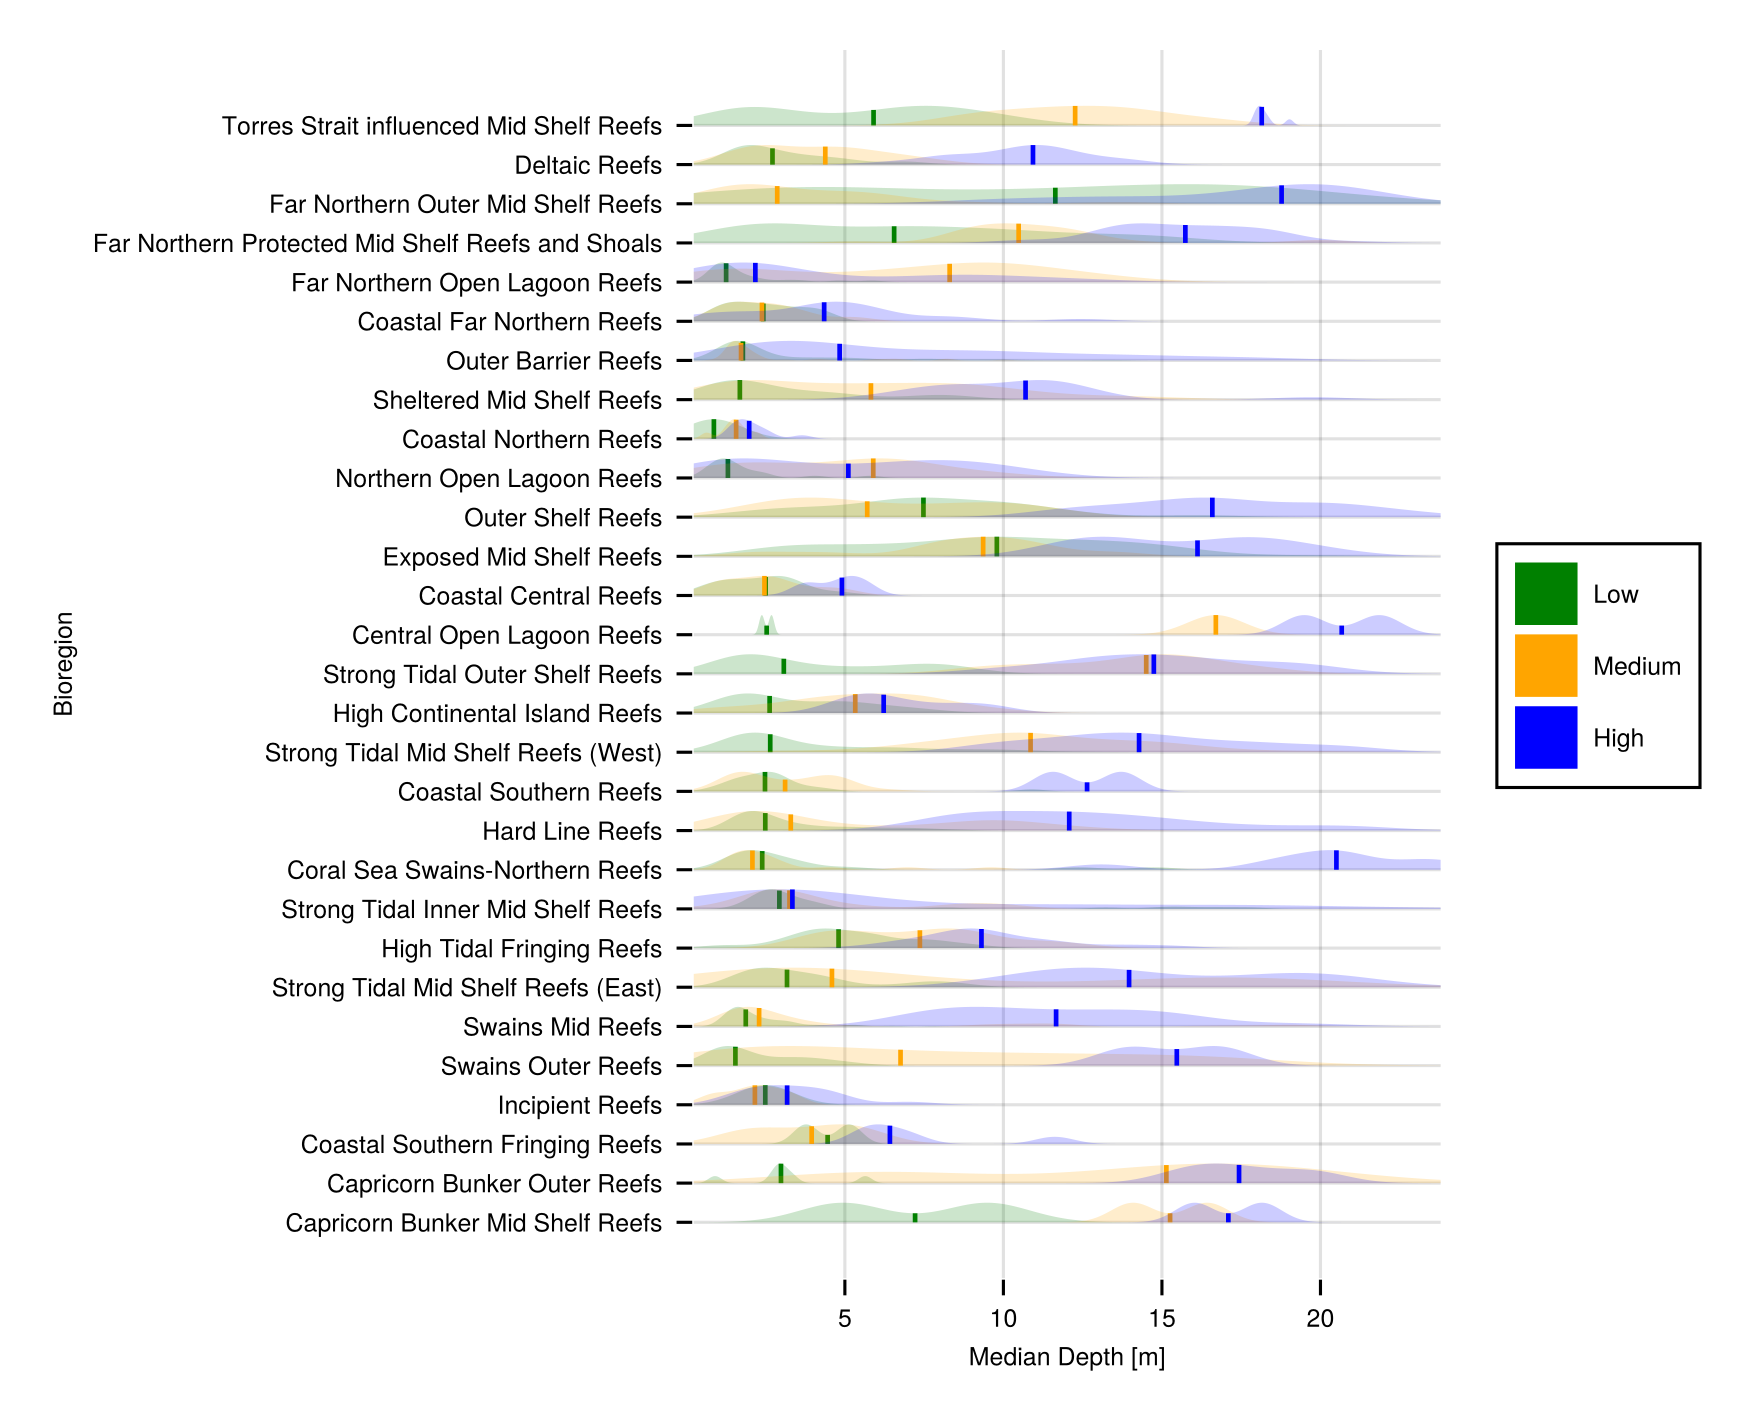 Torres Strait influenced Mid Shelf Reefs
Deltaic Reefs
Far Northern Outer Mid Shelf Reefs
Far Northern Protected Mid Shelf Reefs and Shoals
Far Northern Open Lagoon Reefs
Coastal Far Northern Reefs
Outer Barrier Reefs
Sheltered Mid Shelf Reefs
Coastal Northern Reefs
Northern Open Lagoon Reefs
Outer Shelf Reefs
Exposed Mid Shelf Reefs
Coastal Central Reefs
Central Open Lagoon Reefs
Strong Tidal Outer Shelf Reefs
High Continental Island Reefs
Strong Tidal Mid Shelf Reefs (West)
Coastal Southern Reefs
Hard Line Reefs
Coral Sea Swains-Northern Reefs
Strong Tidal Inner Mid Shelf Reefs
High Tidal Fringing Reefs
Strong Tidal Mid Shelf Reefs (East)
Swains Mid Reefs
Swains Outer Reefs
Incipient Reefs
Coastal Southern Fringing Reefs
Capricorn Bunker Outer Reefs
Capricorn Bunker Mid Shelf Reefs
Bioregion
5 10 15 20
Median Depth [m]
Low
Medium
High